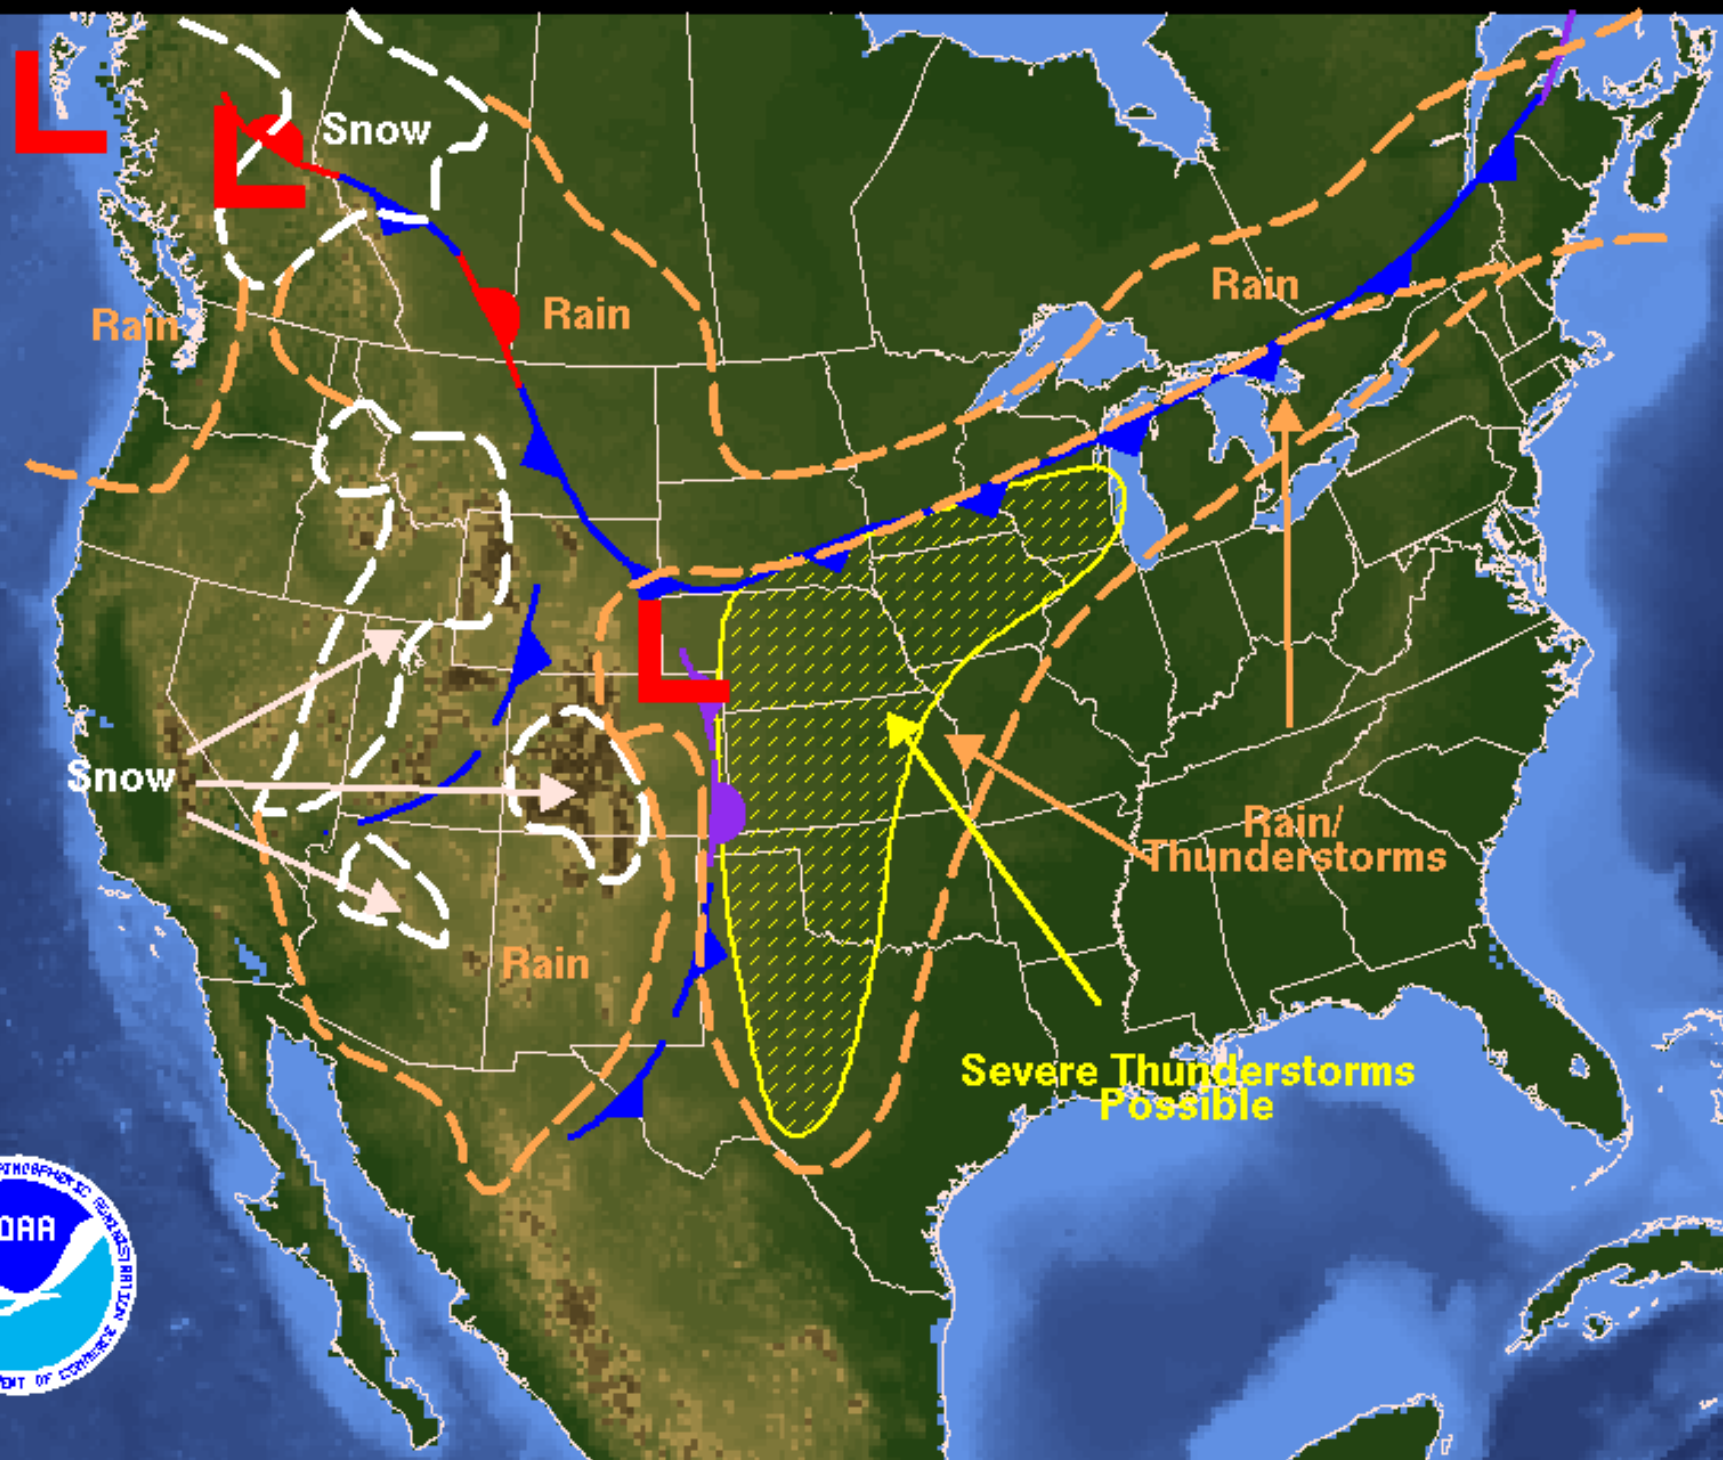 Snow
Rain
Rain
Rain
Snow
Rain/
Thunderstorms
Rain
Severe Thunderstorms
Possible